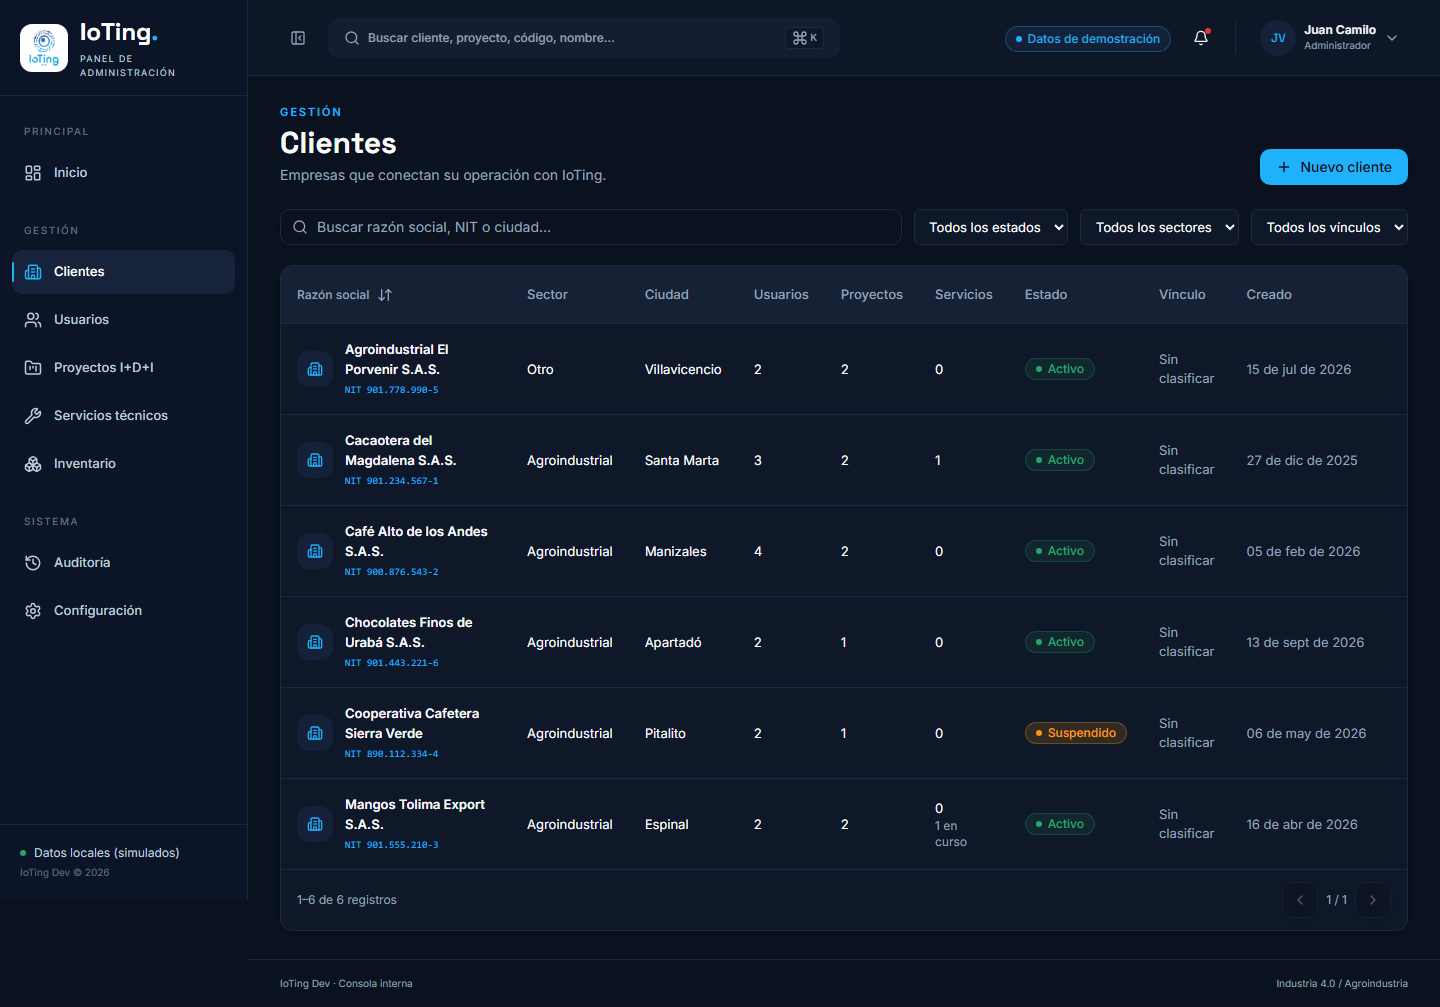 IoTing
IoTing.
PANEL DE
ADMINISTRACIÓN
Buscar cliente, proyecto, código, nombre...
⌘ K
Datos de demostración
JV
Juan Camilo
Administrador
PRINCIPAL
Inicio
GESTIÓN
Clientes
Usuarios
Proyectos I+D+I
Servicios técnicos
Inventario
SISTEMA
Auditoría
Configuración
Datos locales (simulados)
IoTing Dev © 2026
GESTIÓN
Clientes
Empresas que conectan su operación con IoTing.
+ Nuevo cliente
Buscar razón social, NIT o ciudad...
Todos los estados
Todos los sectores
Todos los vínculos
Razón social Sector Ciudad Usuarios Proyectos Servicios Estado Vínculo Creado
Agroindustrial El
Porvenir S.A.S.
NIT 901.778.990-5
Otro Villavicencio 2 2 0 Activo
Sin
clasificar
15 de jul de 2026
Cacaotera del
Magdalena S.A.S.
NIT 901.234.567-1
Agroindustrial Santa Marta 3 2 1 Activo
Sin
clasificar
27 de dic de 2025
Café Alto de los Andes
S.A.S.
NIT 900.876.543-2
Agroindustrial Manizales 4 2 0 Activo
Sin
clasificar
05 de feb de 2026
Chocolates Finos de
Urabá S.A.S.
NIT 901.443.221-6
Agroindustrial Apartadó 2 1 0 Activo
Sin
clasificar
13 de sept de 2026
Cooperativa Cafetera
Sierra Verde
NIT 890.112.334-4
Agroindustrial Pitalito 2 1 0 Suspendido
Sin
clasificar
06 de may de 2026
Mangos Tolima Export
S.A.S.
NIT 901.555.210-3
Agroindustrial Espinal 2 2
0
1 en
curso
Activo
Sin
clasificar
16 de abr de 2026
1–6 de 6 registros
1 / 1
IoTing Dev · Consola interna
Industria 4.0 / Agroindustria